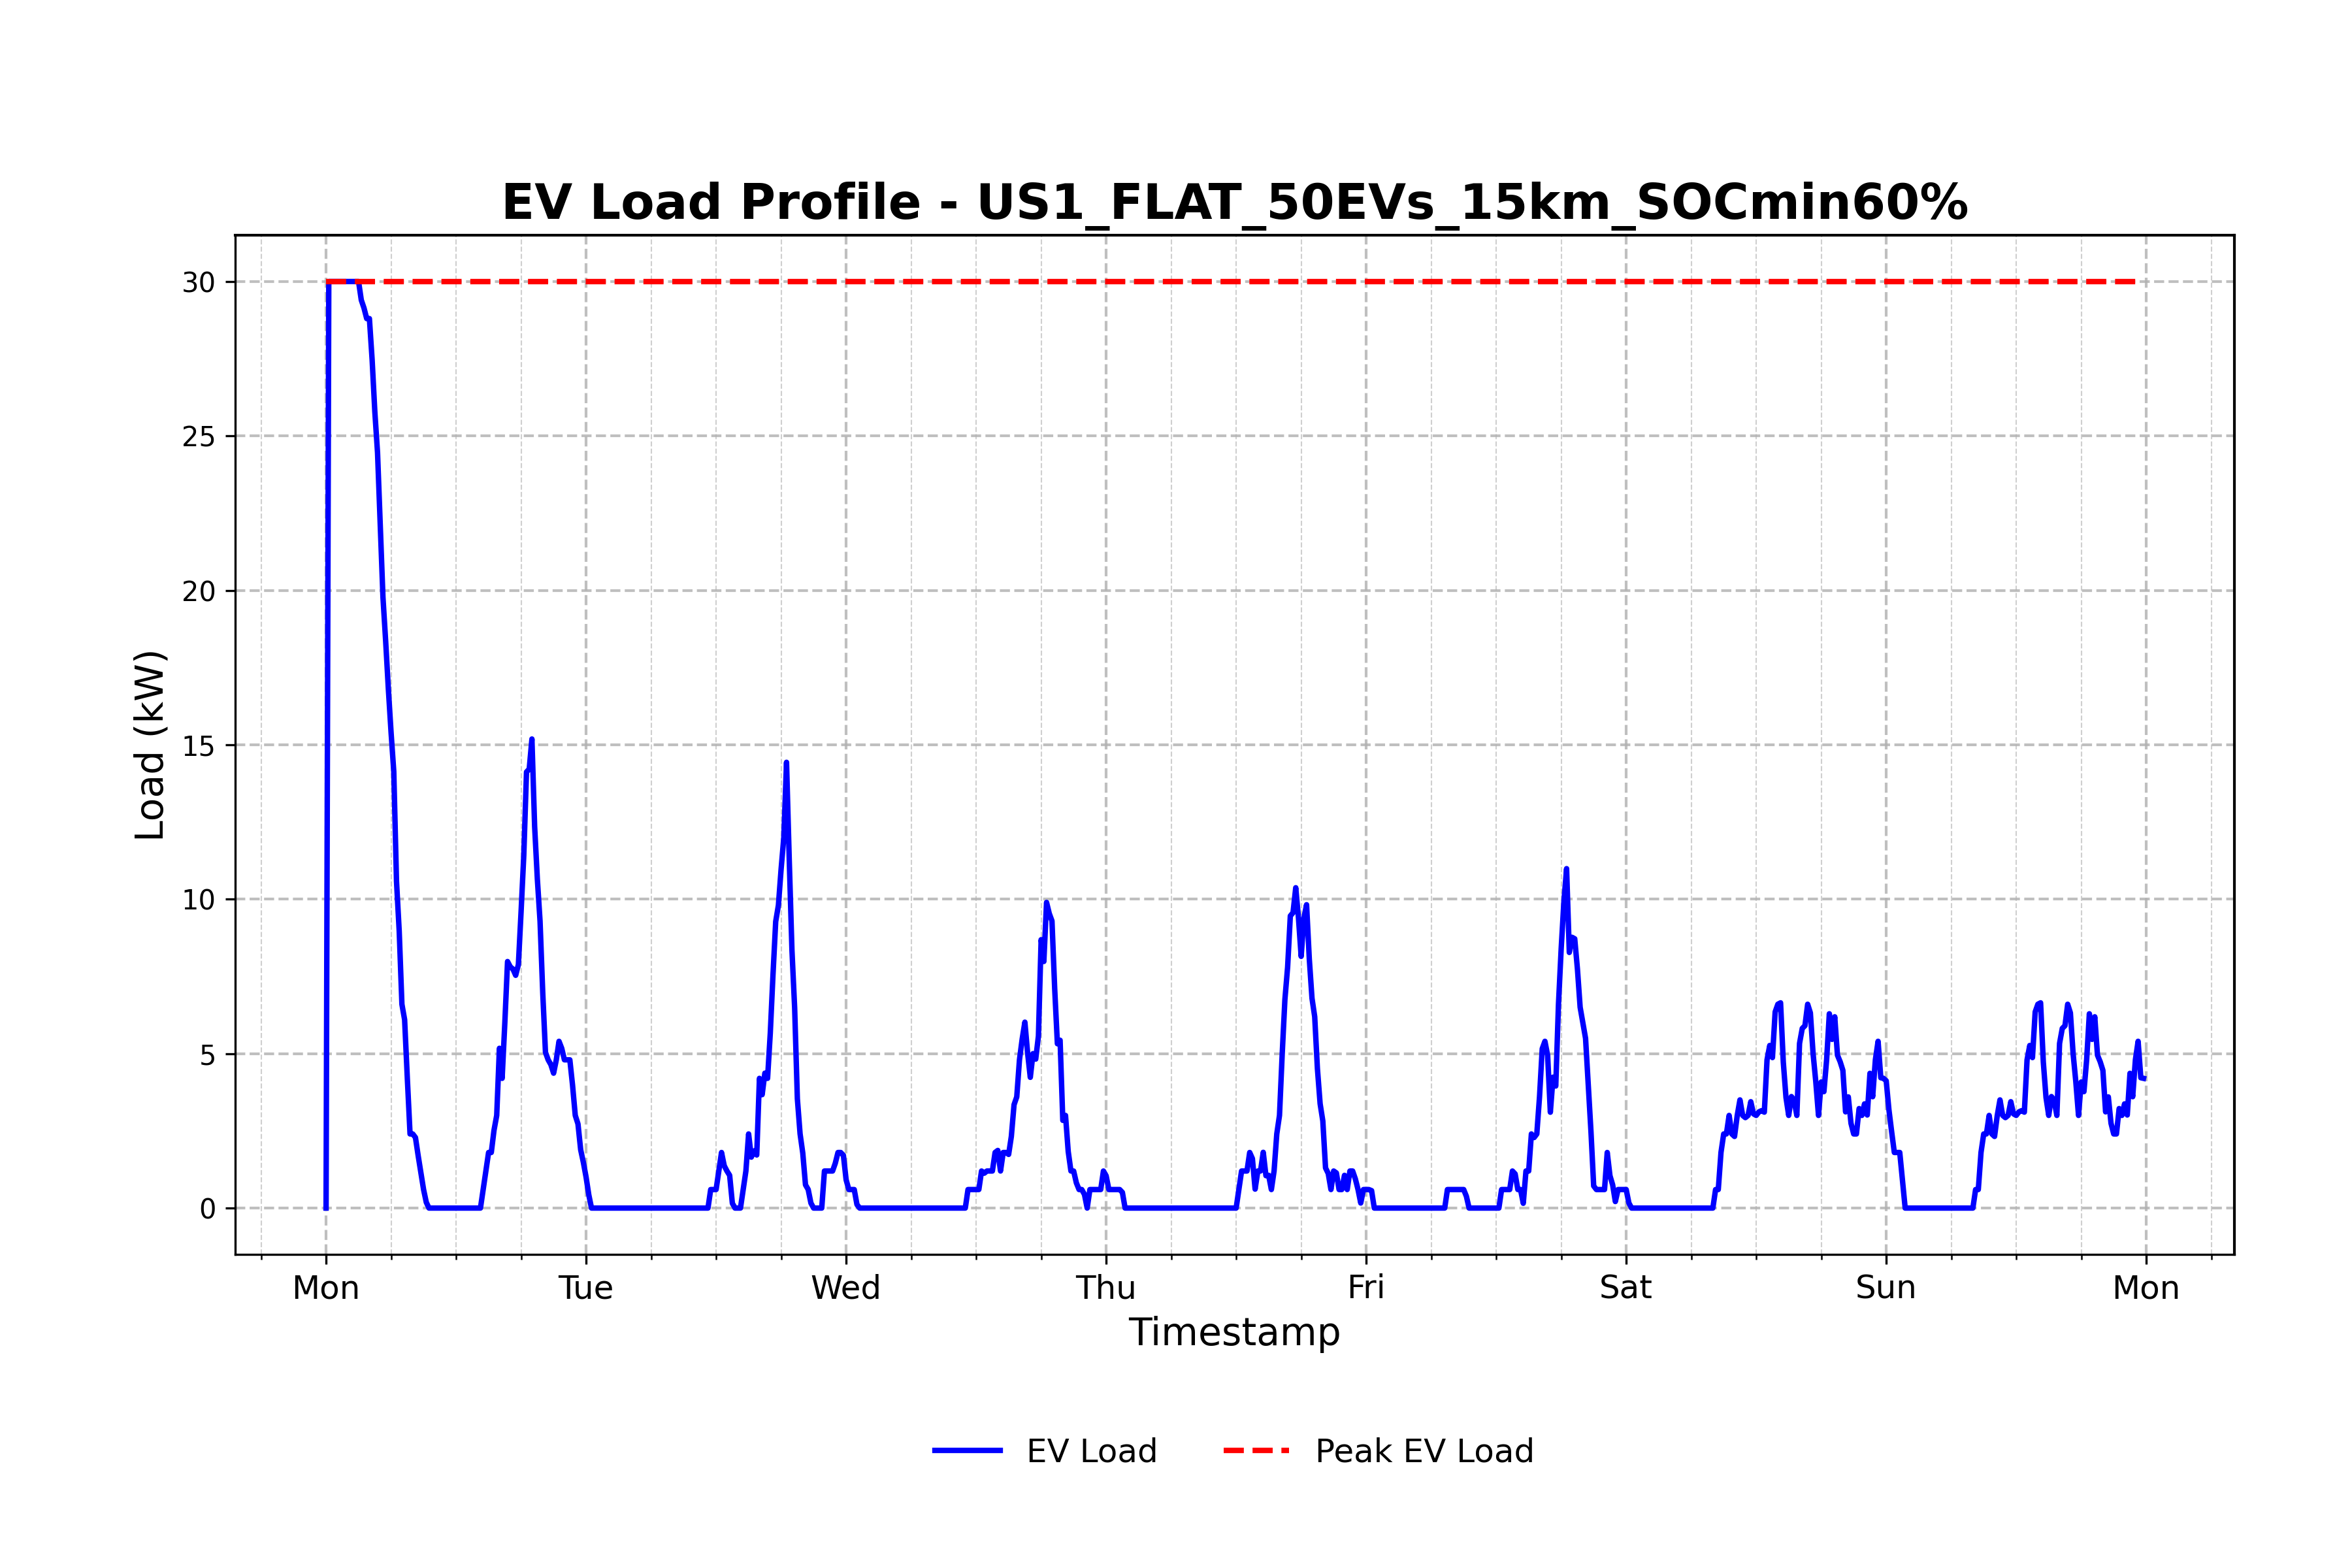 EV Load Profile - US1_FLAT_50EVs_15km_SOCmin60%
30
25
20
15
10
5
0
Load (kW)
Mon Tue Wed Thu Fri Sat Sun Mon
Timestamp
EV Load Peak EV Load